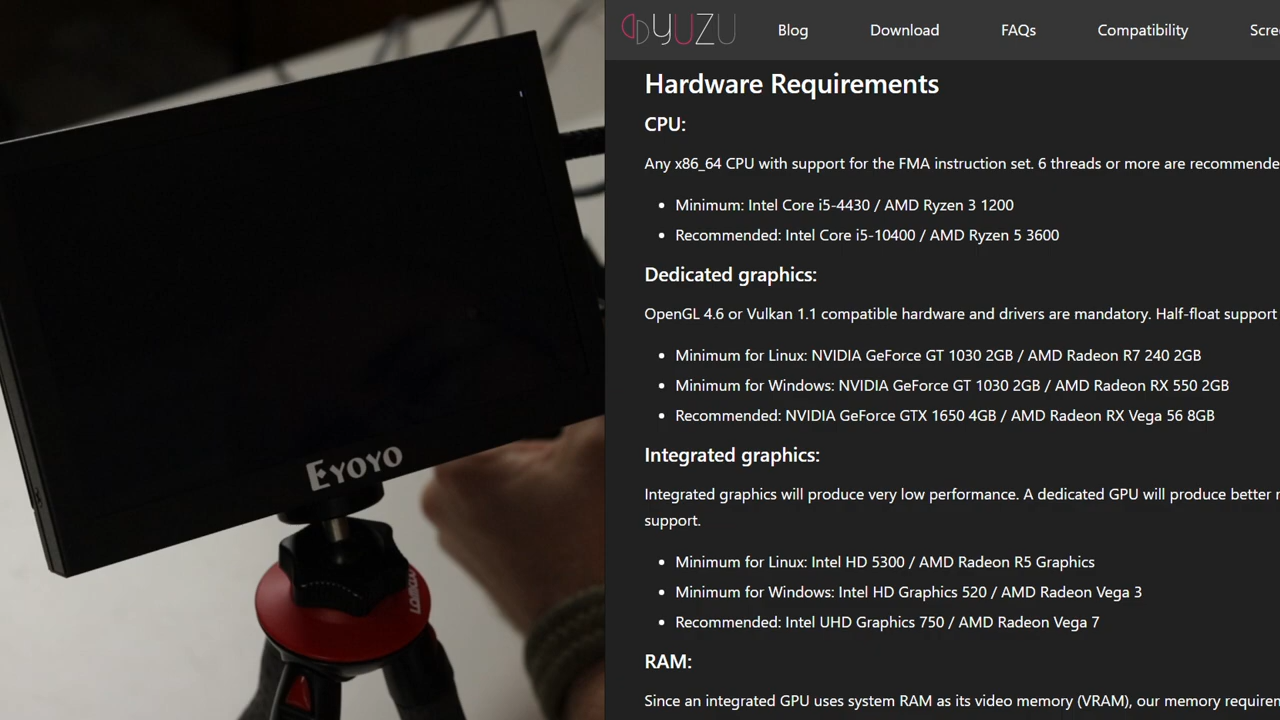 EYOYO
LOMICO
YUZU
Blog
Download
FAQs
Compatibility
Hardware Requirements
CPU:
Any x86_64 CPU with support for the FMA instruction set. 6 threads or more are
Minimum: Intel Core i5-4430 / AMD Ryzen 3 1200
Recommended: Intel Core i5-10400 / AMD Ryzen 5 3600
Dedicated graphics:
OpenGL 4.6 or Vulkan 1.1 compatible hardware and drivers are mandatory. Half-float support
Minimum for Linux: NVIDIA GeForce GT 1030 2GB / AMD Radeon R7 240 2GB
Minimum for Windows: NVIDIA GeForce GT 1030 2GB / AMD Radeon RX 550 2GB
Recommended: NVIDIA GeForce GTX 1650 4GB / AMD Radeon RX Vega 56 8GB
Integrated graphics:
Integrated graphics will produce very low performance. A dedicated GPU will produce better
support.
Minimum for Linux: Intel HD 5300 / AMD Radeon R5 Graphics
Minimum for Windows: Intel HD Graphics 520 / AMD Radeon Vega 3
Recommended: Intel UHD Graphics 750 / AMD Radeon Vega 7
RAM:
Since an integrated GPU uses system RAM as its video memory (VRAM), our memory